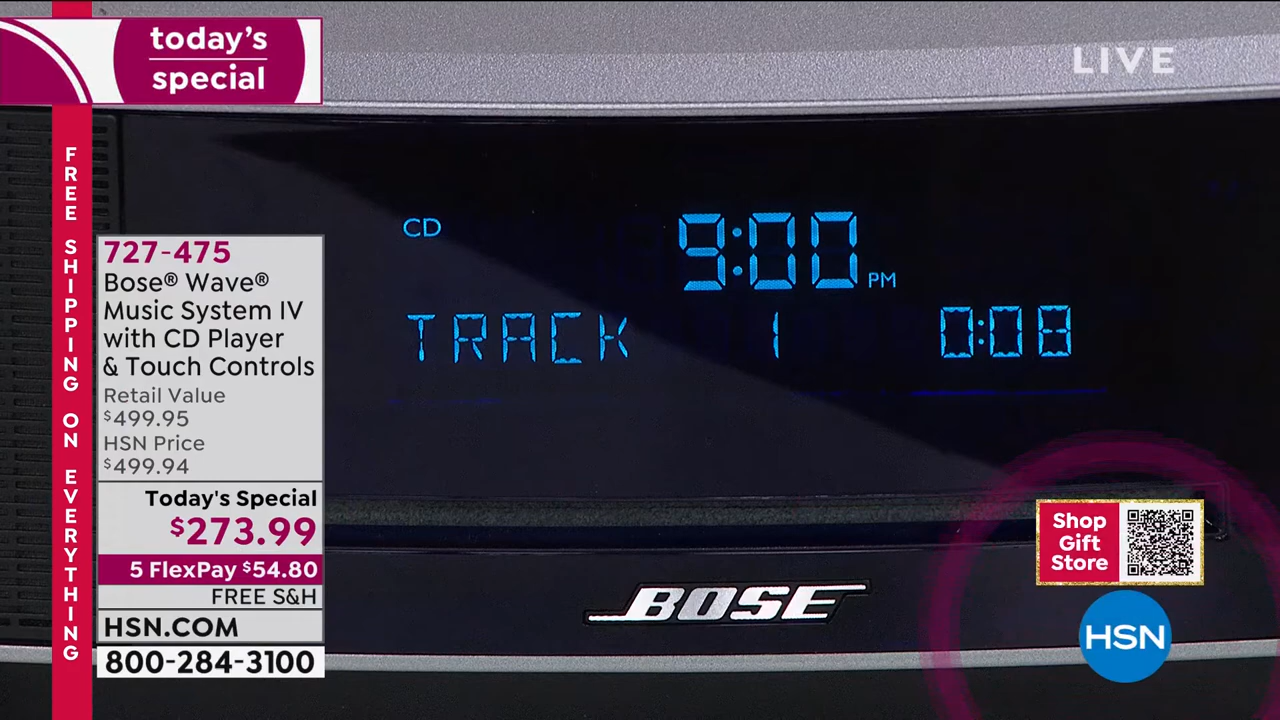 today's
special
LIVE
FREE SHIPPING ON EVERYTHING
727-475
Bose® Wave®
Music System IV
with CD Player
& Touch Controls
Retail Value
$499.95
HSN Price
$499.94
Today's Special
$273.99
5 FlexPay $54.80
FREE S&H
HSN.COM
800-284-3100
CD
9:00 PM
TRACK 1 0:08
BOSE
Shop
Gift
Store
HSN